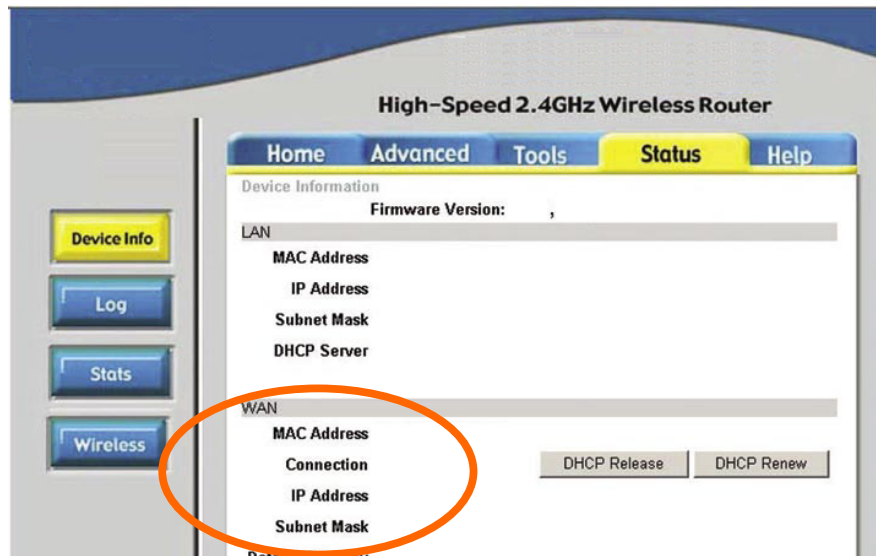 High-Speed 2.4GHz Wireless Router
Home Advanced Tools Status Help
Device Information
Firmware Version: ,
Device Info
LAN
MAC Address
IP Address
Log
Subnet Mask
DHCP Server
Stats
WAN
MAC Address
Wireless
Connection DHCP Release DHCP Renew
IP Address
Subnet Mask